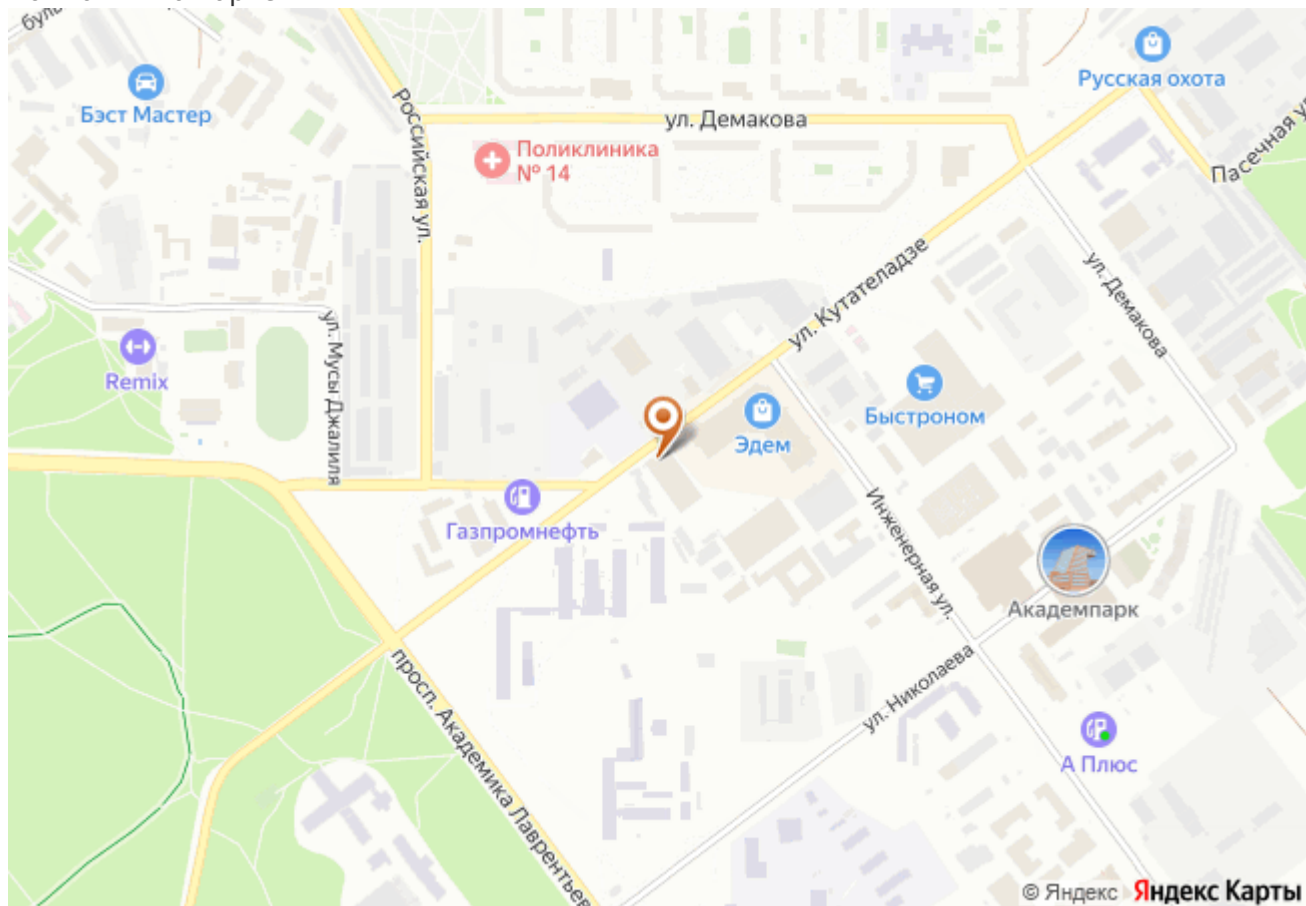 Бэст Мастер
Российская ул.
ул. Демакова
Русская охота
Поликлиника
№ 14
Пасечная у
ул. Кутателадзе
ул. Демакова
ул. Мусы Джалиля
Remix
Быстроном
Эдем
Газпромнефть
Инженерная ул.
Академпарк
просп. Академика Лаврентьев
ул. Николаева
А Плюс
© Яндекс Яндекс Карты